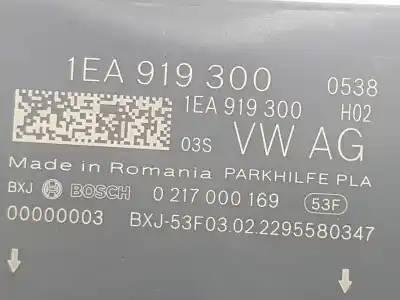 1EA 919 300 0538
1EA 919 300 H02
03S VW AG
Made in Romania PARKHILFE PLA
BXJ BOSCH 0 217 000 169 53F
00000003 BXJ-53F03.02.2295580347